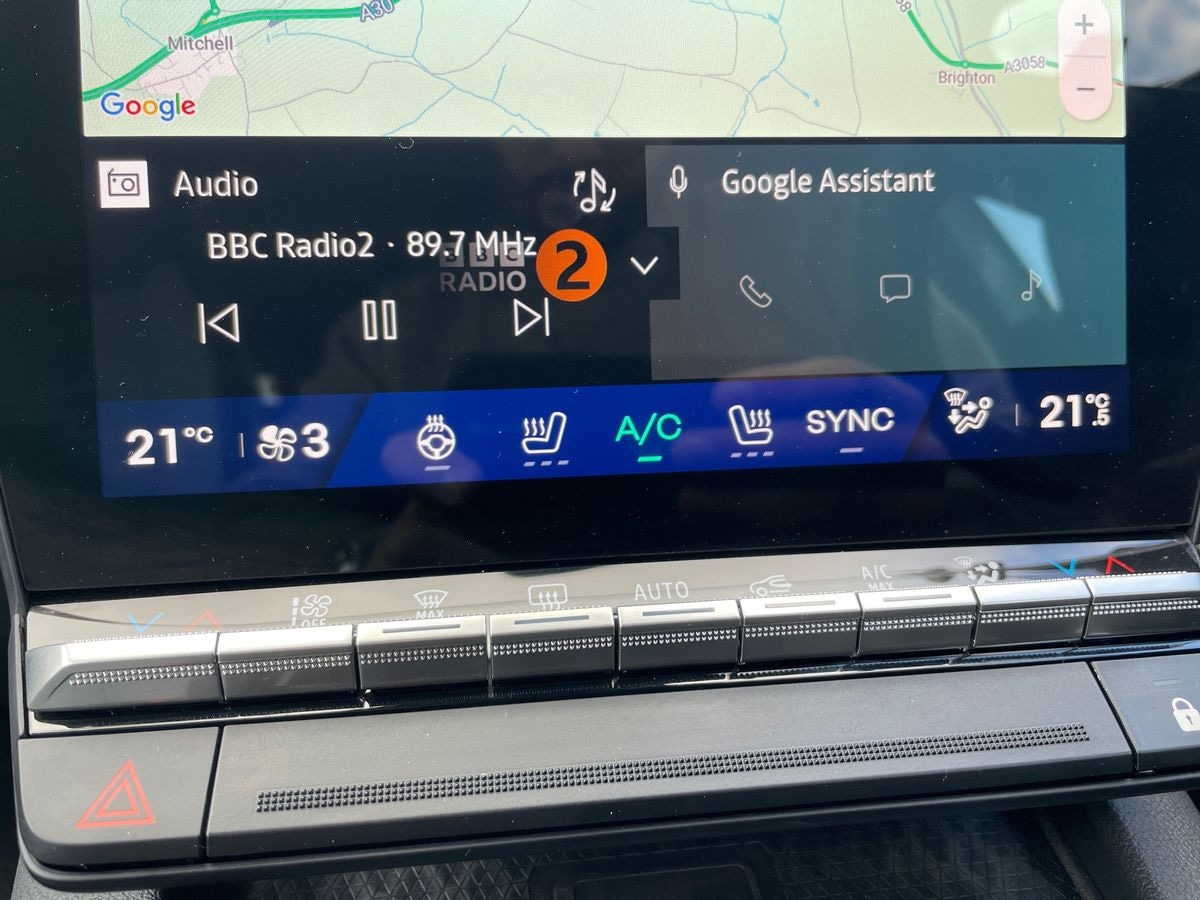 A30
Mitchell
Brighton
A3058
Google
Audio
Google Assistant
BBC Radio2 · 89.7 MHz
BBC
RADIO
2
21°C
3
A/C
SYNC
21°C.5
OFF
MAX
AUTO
A/C
MAX